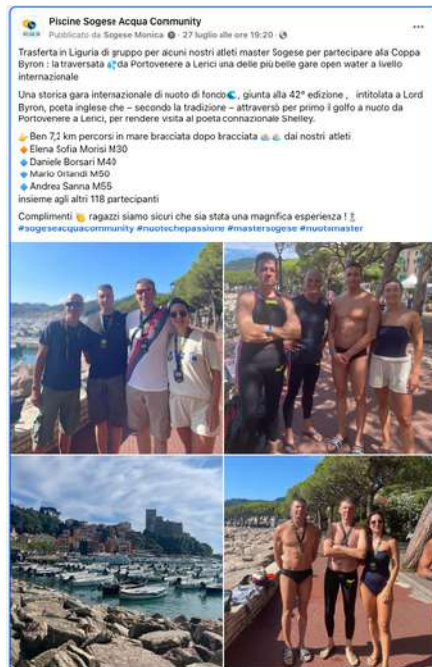 Piscine Sogese Acqua Community
Pubblicato da Sogese Monica · 27 luglio alle ore 19:20 ·
Trasferta in Liguria di gruppo per alcuni nostri atleti master Sogese per partecipare alla Coppa
Byron : la traversata 💦da Portovenere a Lerici una delle più belle gare open water a livello
internazionale
Una storica gara internazionale di nuoto di fondo🌊, giunta alla 42° edizione , intitolata a Lord
Byron, poeta inglese che – secondo la tradizione – attraversò per primo il golfo a nuoto da
Portovenere a Lerici, per rendere visita al poeta connazionale Shelley.
👉Ben 7,2 km percorsi in mare bracciata dopo bracciata 🏊🏊 dai nostri atleti
🔸Elena Sofia Morisi M30
🔹Daniele Borsari M40
🔹Mario Orlandi M50
🔹Andrea Sanna M55
insieme agli altri 118 partecipanti
Complimenti 👏 ragazzi siamo sicuri che sia stata una magnifica esperienza !
#sogeseacquacommunity #nuotochepassione #mastersogese #nuotomaster